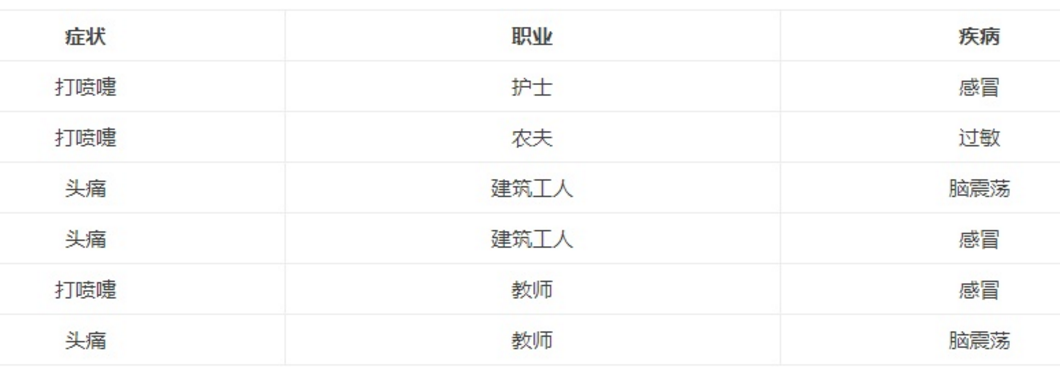 症状 职业 疾病
打喷嚏 护士 感冒
打喷嚏 农夫 过敏
头痛 建筑工人 脑震荡
头痛 建筑工人 感冒
打喷嚏 教师 感冒
头痛 教师 脑震荡